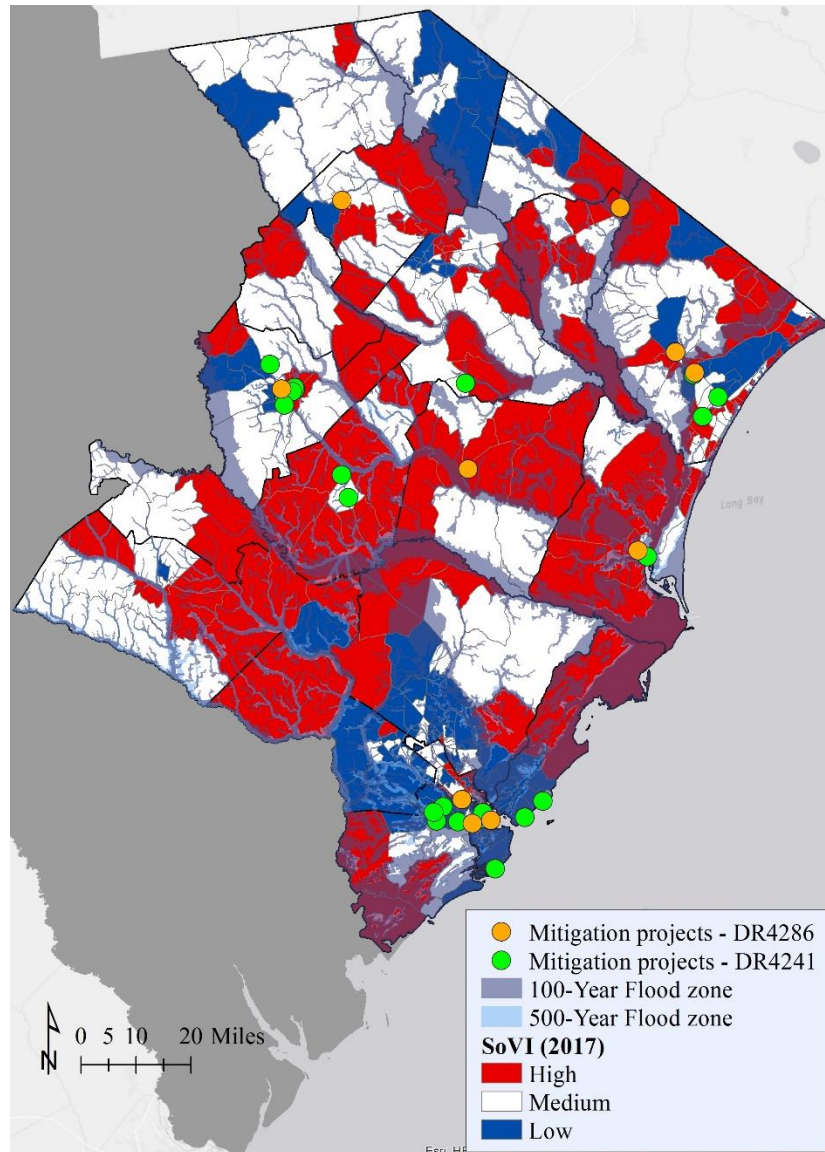 Long Bay
Mitigation projects - DR4286
Mitigation projects - DR4241
100-Year Flood zone
500-Year Flood zone
SoVI (2017)
High
Medium
Low
N
0 5 10 20 Miles